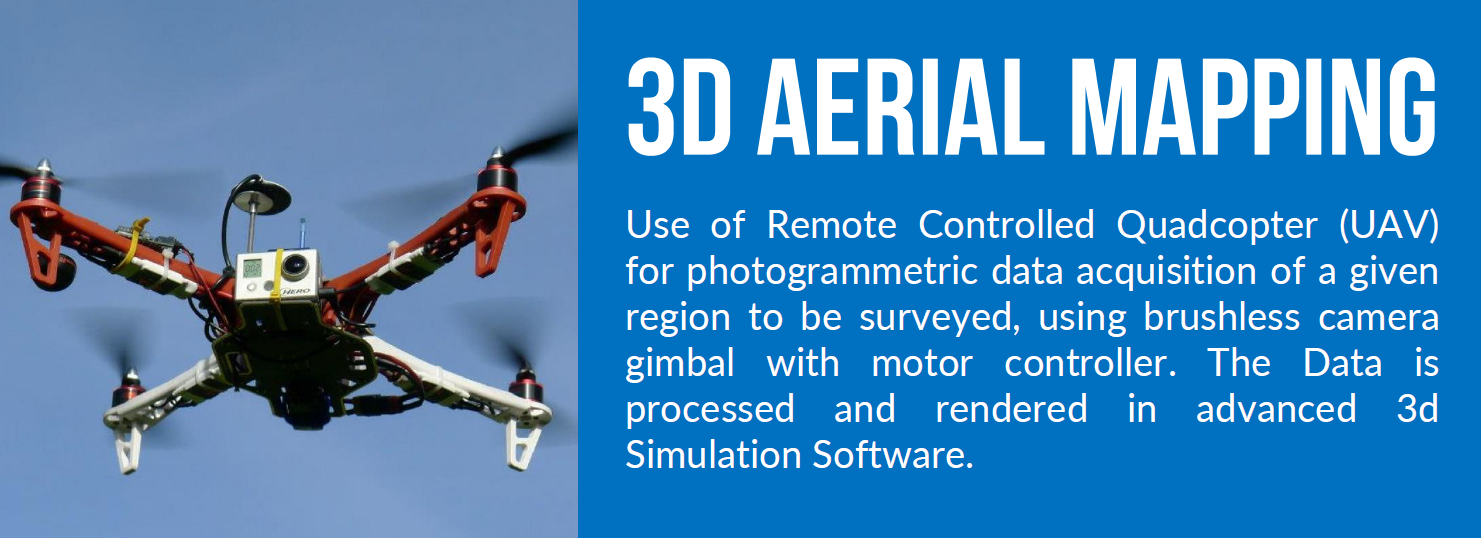 3D AERIAL MAPPING
Use of Remote Controlled Quadcopter (UAV)
for photogrammetric data acquisition of a given
region to be surveyed, using brushless camera
gimbal with motor controller. The Data is
processed and rendered in advanced 3d
Simulation Software.
HERO